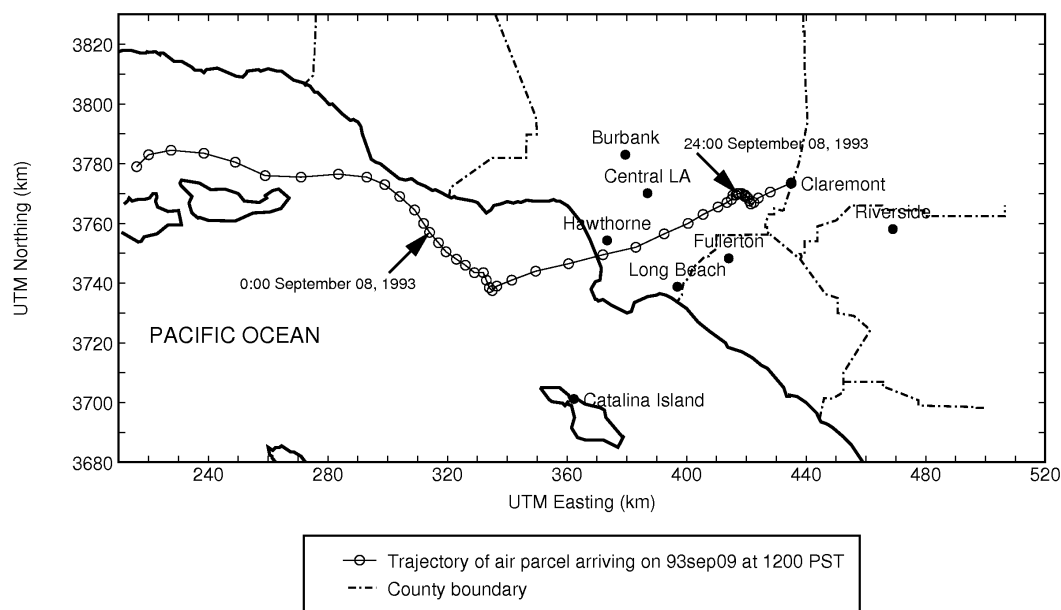 3820
3800
3780
3760
3740
3720
3700
3680
UTM Northing (km)
Burbank
24:00 September 08, 1993
Central LA
Claremont
Hawthorne
Riverside
Fullerton
Long Beach
0:00 September 08, 1993
PACIFIC OCEAN
Catalina Island
240 280 320 360 400 440 480 520
UTM Easting (km)
Trajectory of air parcel arriving on 93sep09 at 1200 PST
County boundary